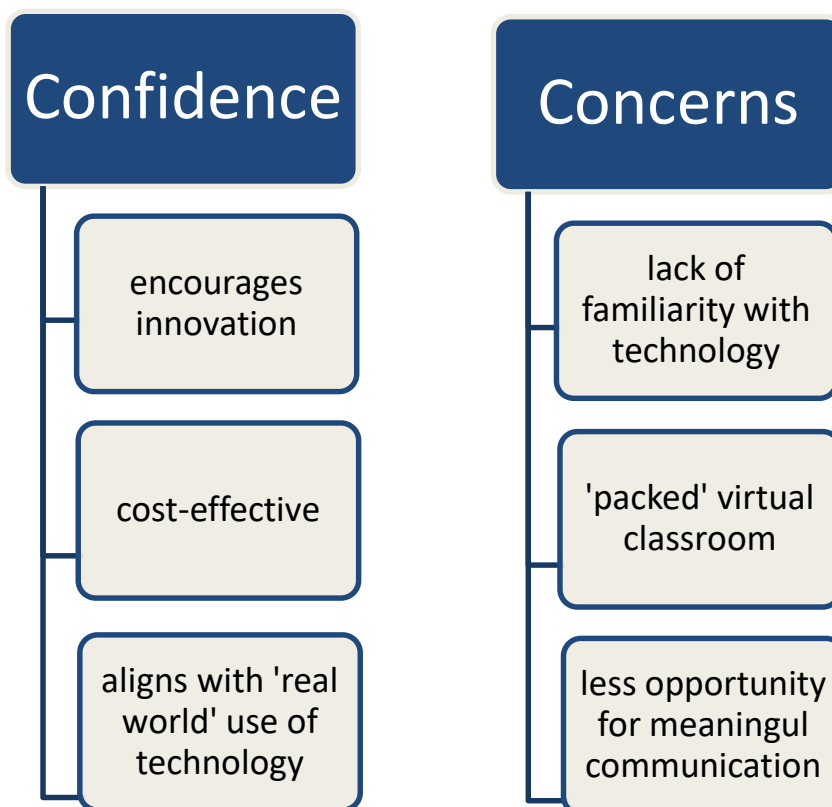 Confidence
encourages
innovation
cost-effective
aligns with 'real
world' use of
technology
Concerns
lack of
familiarity with
technology
'packed' virtual
classroom
less opportunity
for meaningul
communication